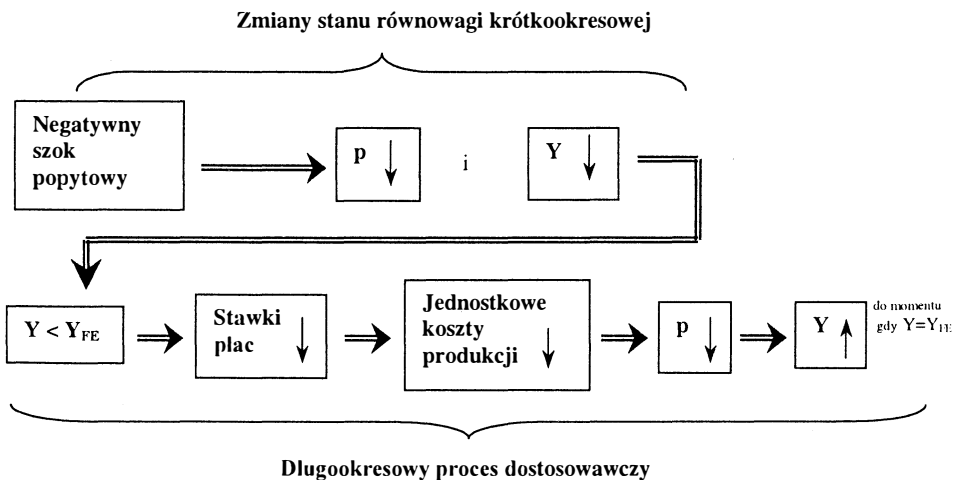 Zmiany stanu równowagi krótkookresowej
Negatywny
szok
popytowy
p ↓
i
Y ↓
Y < Y_FE
Stawki
płac ↓
Jednostkowe
koszty
produkcji ↓
p ↓
Y ↑
do momentu
gdy Y=Y_FE
Długookresowy proces dostosowawczy